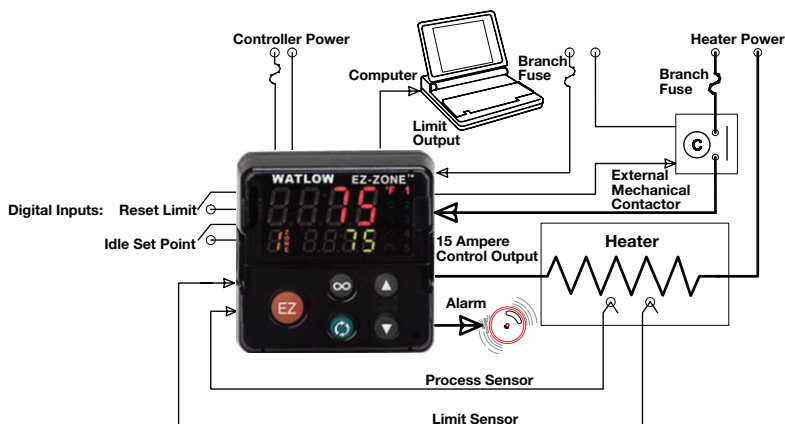 Controller Power
Heater Power
Computer
Branch
Fuse
Branch
Fuse
Limit
Output
C
WATLOW EZ-ZONE™
75 °F 1
External
Mechanical
Contactor
Digital Inputs: Reset Limit
Idle Set Point
1 ZONE 75
15 Ampere
Control Output
Heater
EZ
Alarm
Process Sensor
Limit Sensor